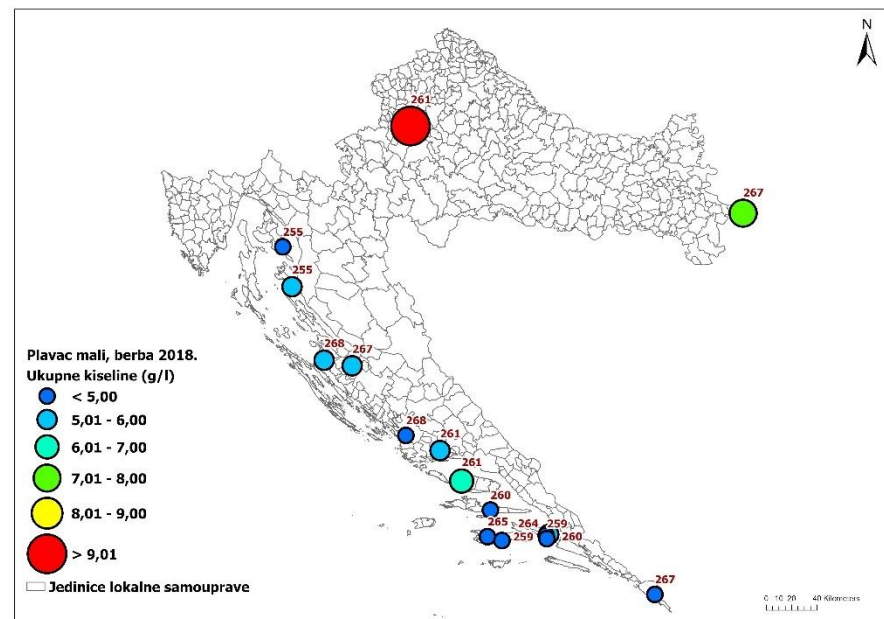 N
261
267
255
255
268
267
268
261
261
260
265
264
259
259
260
267
Plavac mali, berba 2018.
Ukupne kiseline (g/l)
< 5,00
5,01 - 6,00
6,01 - 7,00
7,01 - 8,00
8,01 - 9,00
> 9,01
Jedinice lokalne samouprave
0 10 20 40 Kilometers